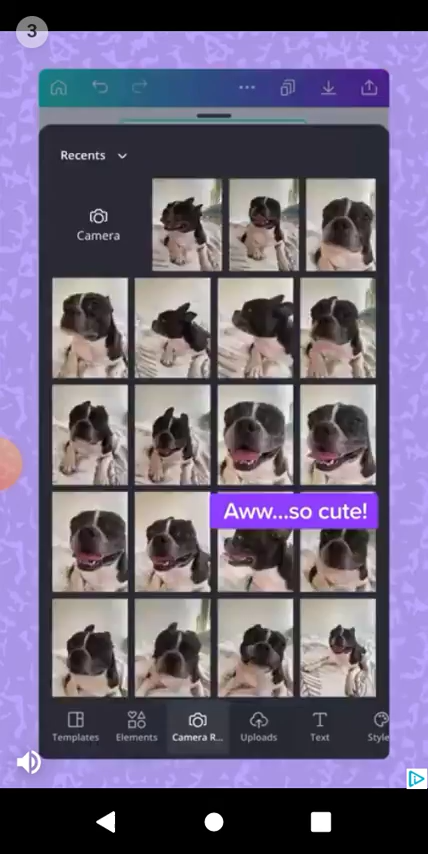 3
Recents
Camera
Aww...so cute!
Templates
Elements
Camera R...
Uploads
Text
Style